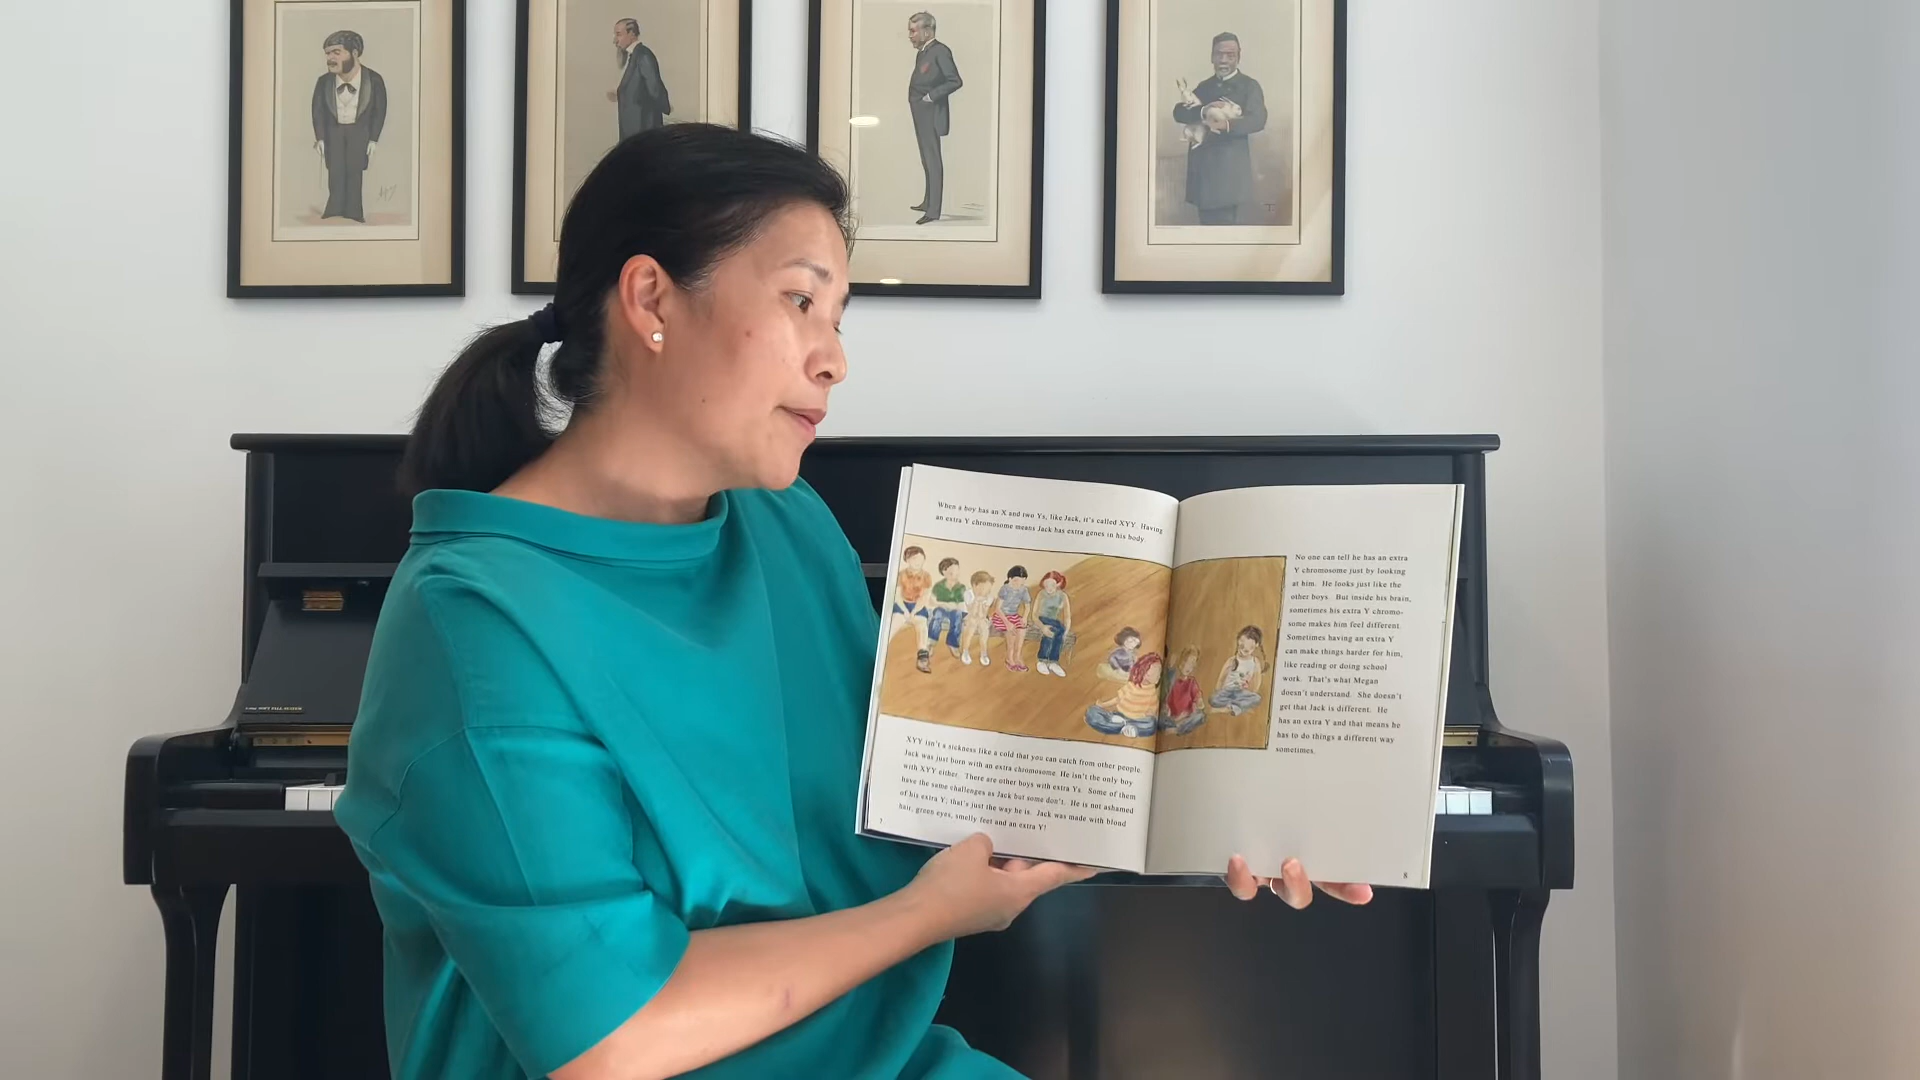 When a boy has an X and two Ys, like Jack, it's called XYY. Having
an extra Y chromosome means Jack has extra genes in his body.
XYY isn't a sickness like a cold that you can catch from other people.
Jack was just born with an extra chromosome. He isn't the only boy
with XYY either. There are other boys with extra Ys. Some of them
have the same challenges as Jack but some don't. He is not ashamed
of his extra Y; that's just the way he is. Jack was made with blond
hair, green eyes, smelly feet and an extra Y!
7
No one can tell he has an extra
Y chromosome just by looking
at him. He looks just like the
other boys. But inside his brain,
sometimes his extra Y chromo-
some makes him feel different.
Sometimes having an extra Y
can make things harder for him,
like reading or doing school
work. That's what Megan
doesn't understand. She doesn't
get that Jack is different. He
has an extra Y and that means he
has to do things a different way
sometimes.
8